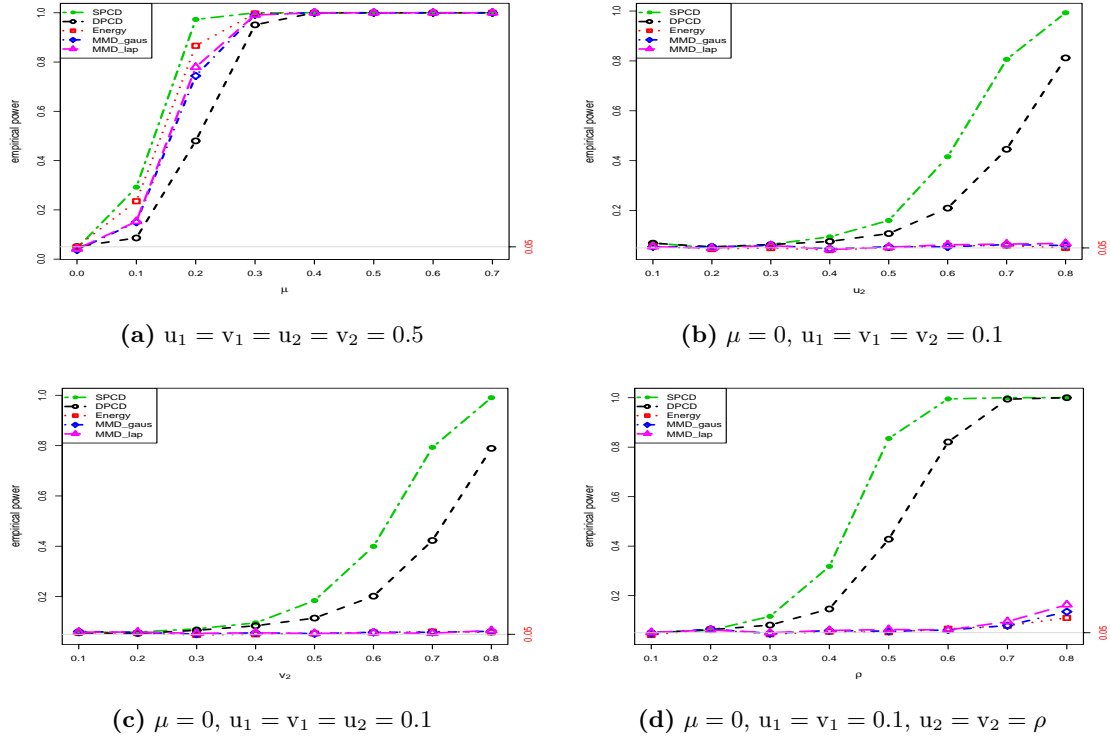 SPCD
DPCD
Energy
MMD_gaus
MMD_lap
empirical power
0.0
0.2
0.4
0.6
0.8
1.0
0.05
0.0 0.1 0.2 0.3 0.4 0.5 0.6 0.7
μ
(a) u₁ = v₁ = u₂ = v₂ = 0.5
SPCD
DPCD
Energy
MMD_gaus
MMD_lap
empirical power
0.2
0.4
0.6
0.8
1.0
0.05
0.1 0.2 0.3 0.4 0.5 0.6 0.7 0.8
u₂
(b) μ = 0, u₁ = v₁ = v₂ = 0.1
SPCD
DPCD
Energy
MMD_gaus
MMD_lap
empirical power
0.2
0.4
0.6
0.8
1.0
0.05
0.1 0.2 0.3 0.4 0.5 0.6 0.7 0.8
v₂
(c) μ = 0, u₁ = v₁ = u₂ = 0.1
SPCD
DPCD
Energy
MMD_gaus
MMD_lap
empirical power
0.2
0.4
0.6
0.8
1.0
0.05
0.1 0.2 0.3 0.4 0.5 0.6 0.7 0.8
ρ
(d) μ = 0, u₁ = v₁ = 0.1, u₂ = v₂ = ρ